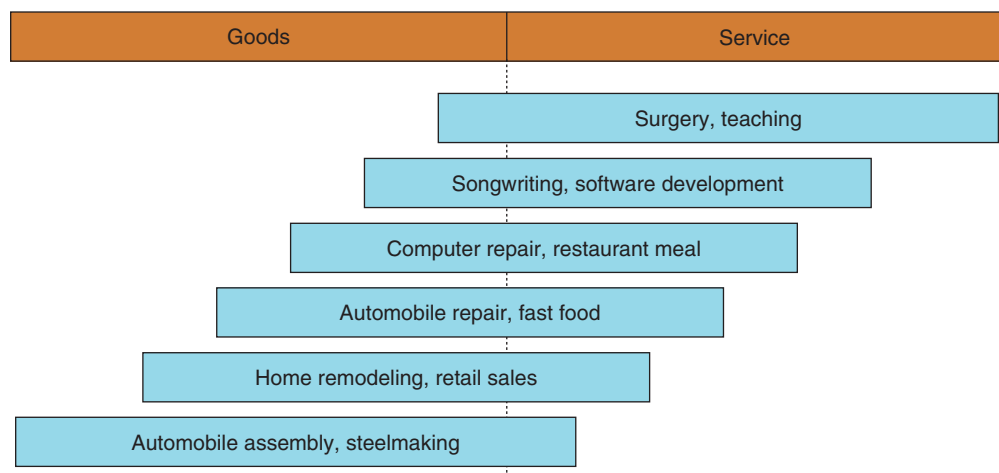 Goods
Service
Surgery, teaching
Songwriting, software development
Computer repair, restaurant meal
Automobile repair, fast food
Home remodeling, retail sales
Automobile assembly, steelmaking